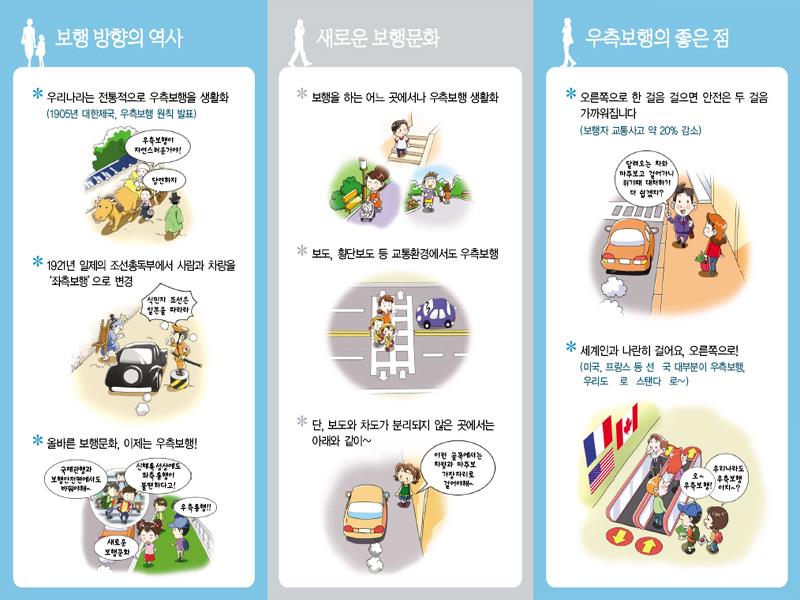 보행 방향의 역사
* 우리나라는 전통적으로 우측보행을 생활화
(1905년 대한제국, 우측보행 원칙 발표)
우측보행이
자연스러운거야!
당연하지
* 1921년 일제의 조선총독부에서 사람과 차량을
'좌측보행' 으로 변경
식민지 조선은
일본을 따라라
* 올바른 보행문화, 이제는 우측보행!
국제관행과
보행안전면에서도
바꿔야해~
신체특성상에도
좌측통행이
불편하다고!
우측통행!!
새로운
보행문화
새로운 보행문화
* 보행을 하는 어느 곳에서나 우측보행 생활화
* 보도, 횡단보도 등 교통환경에서도 우측보행
* 단, 보도와 차도가 분리되지 않은 곳에서는
아래와 같이~
이런 골목에서는
차량과 마주보
가장자리로
걸어야해~
우측보행의 좋은 점
* 오른쪽으로 한 걸음 걸으면 안전은 두 걸음
가까워집니다
(보행자 교통사고 약 20% 감소)
달려오는 차와
마주보고 걸어가니
위기때 대처하기
더 쉽겠지?
* 세계인과 나란히 걸어요, 오른쪽으로!
(미국, 프랑스 등 선 국 대부분이 우측보행,
우리도 로 스탠다 로~)
오~
우측보행!
우리나라도
우측보행
이지~?